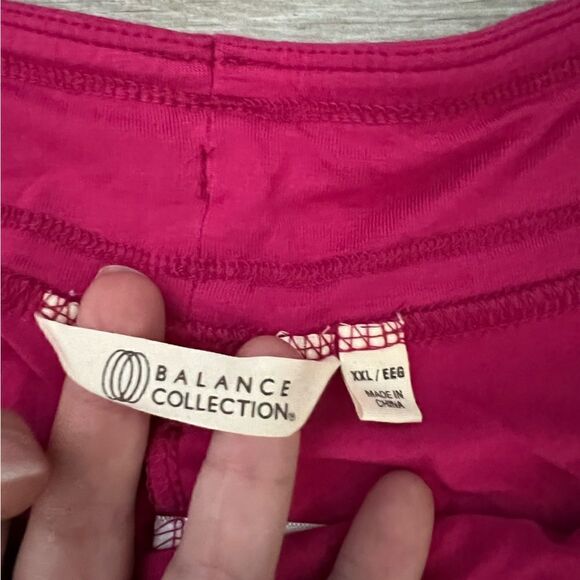 BALANCE
COLLECTION®
XXL / EEG
MADE IN
CHINA